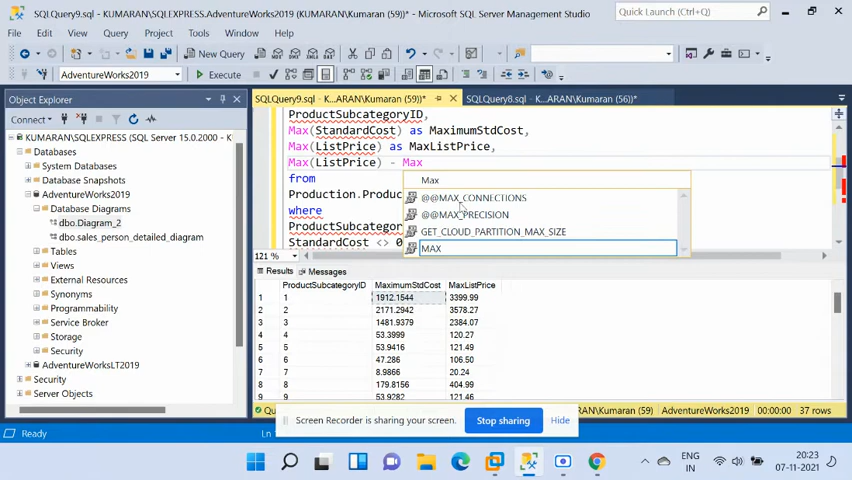 SQLQuery9.sql - KUMARAN\SQLEXPRESS.AdventureWorks2019 (KUMARAN\Kumaran (59))* - Microsoft SQL Server Management Studio
Quick Launch (Ctrl+Q)
File Edit View Query Project Tools Window Help
New Query
AdventureWorks2019
Execute
Object Explorer
SQLQuery9.sql - K...ARAN\Kumaran (59))*
SQLQuery8.sql - K...ARAN\Kumaran (56))*
Connect
KUMARAN\SQLEXPRESS (SQL Server 15.0.2000 - KUMARAN\
Databases
System Databases
Database Snapshots
AdventureWorks2019
Database Diagrams
dbo.Diagram_2
dbo.sales_person_detailed_diagram
Tables
Views
External Resources
Synonyms
Programmability
Service Broker
Storage
Security
AdventureWorksLT2019
Security
Server Objects
ProductSubcategoryID,
Max(StandardCost) as MaximumStdCost,
Max(ListPrice) as MaxListPrice,
Max(ListPrice) - Max
from
Production.Produc
where
ProductSubcategory
StandardCost <> 0
Max
@@MAX_CONNECTIONS
@@MAX_PRECISION
GET_CLOUD_PARTITION_MAX_SIZE
MAX
121 %
Results Messages
ProductSubcategoryID MaximumStdCost MaxListPrice
1 1 1912.1544 3399.99
2 2 2171.2942 3578.27
3 3 1481.9379 2384.07
4 4 53.3999 120.27
5 5 53.9416 121.49
6 6 47.286 106.50
7 7 8.9866 20.24
8 8 179.8156 404.99
9 9 53.9282 121.46
ARAN\Kumaran (59) AdventureWorks2019 00:00:00 37 rows
Screen Recorder is sharing your screen. Stop sharing Hide
Ready
ENG
IN
20:23
07-11-2021